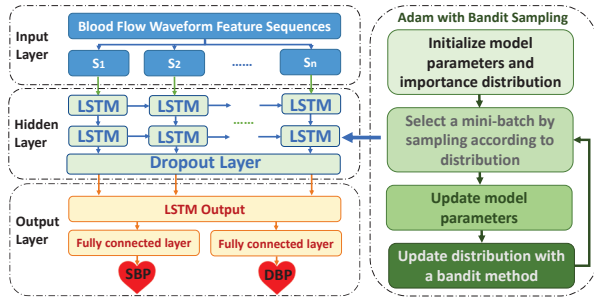 Input
Layer
Blood Flow Waveform Feature Sequences
S1
S2
......
Sn
Hidden
Layer
LSTM
LSTM
LSTM
......
LSTM
LSTM
LSTM
Dropout Layer
Output
Layer
LSTM Output
Fully connected layer
Fully connected layer
SBP
DBP
Adam with Bandit Sampling
Initialize model
parameters and
importance distribution
Select a mini-batch by
sampling according to
distribution
Update model
parameters
Update distribution with
a bandit method